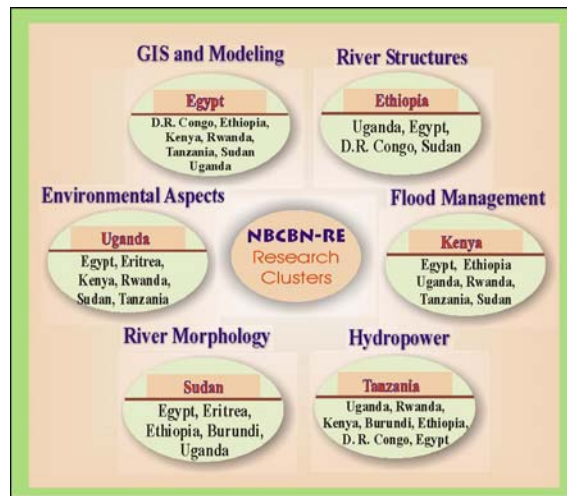 GIS and Modeling
Egypt
D.R. Congo, Ethiopia,
Kenya, Rwanda,
Tanzania, Sudan
Uganda
River Structures
Ethiopia
Uganda, Egypt,
D.R. Congo, Sudan
Environmental Aspects
Uganda
Egypt, Eritrea,
Kenya, Rwanda,
Sudan, Tanzania
NBCBN-RE
Research
Clusters
Flood Management
Kenya
Egypt, Ethiopia
Uganda, Rwanda,
Tanzania, Sudan
River Morphology
Sudan
Egypt, Eritrea,
Ethiopia, Burundi,
Uganda
Hydropower
Tanzania
Uganda, Rwanda,
Kenya, Burundi, Ethiopia,
D. R. Congo, Egypt